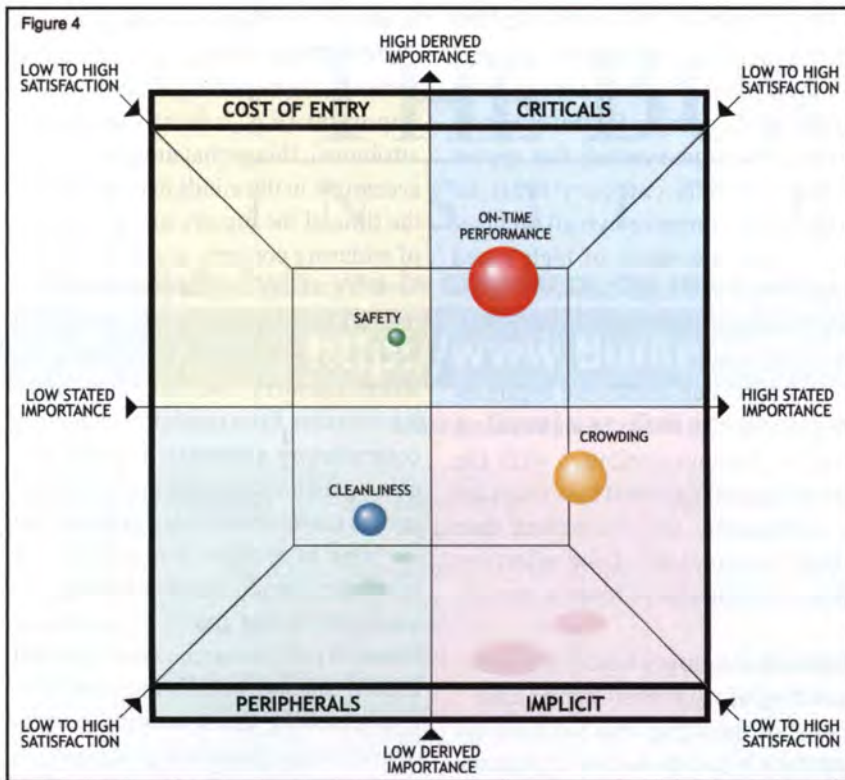 Figure 4
HIGH DERIVED
IMPORTANCE
LOW TO HIGH
SATISFACTION
LOW TO HIGH
SATISFACTION
COST OF ENTRY
CRITICALS
ON-TIME
PERFORMANCE
SAFETY
LOW STATED
IMPORTANCE
HIGH STATED
IMPORTANCE
CROWDING
CLEANLINESS
PERIPHERALS
IMPLICIT
LOW TO HIGH
SATISFACTION
LOW TO HIGH
SATISFACTION
LOW DERIVED
IMPORTANCE